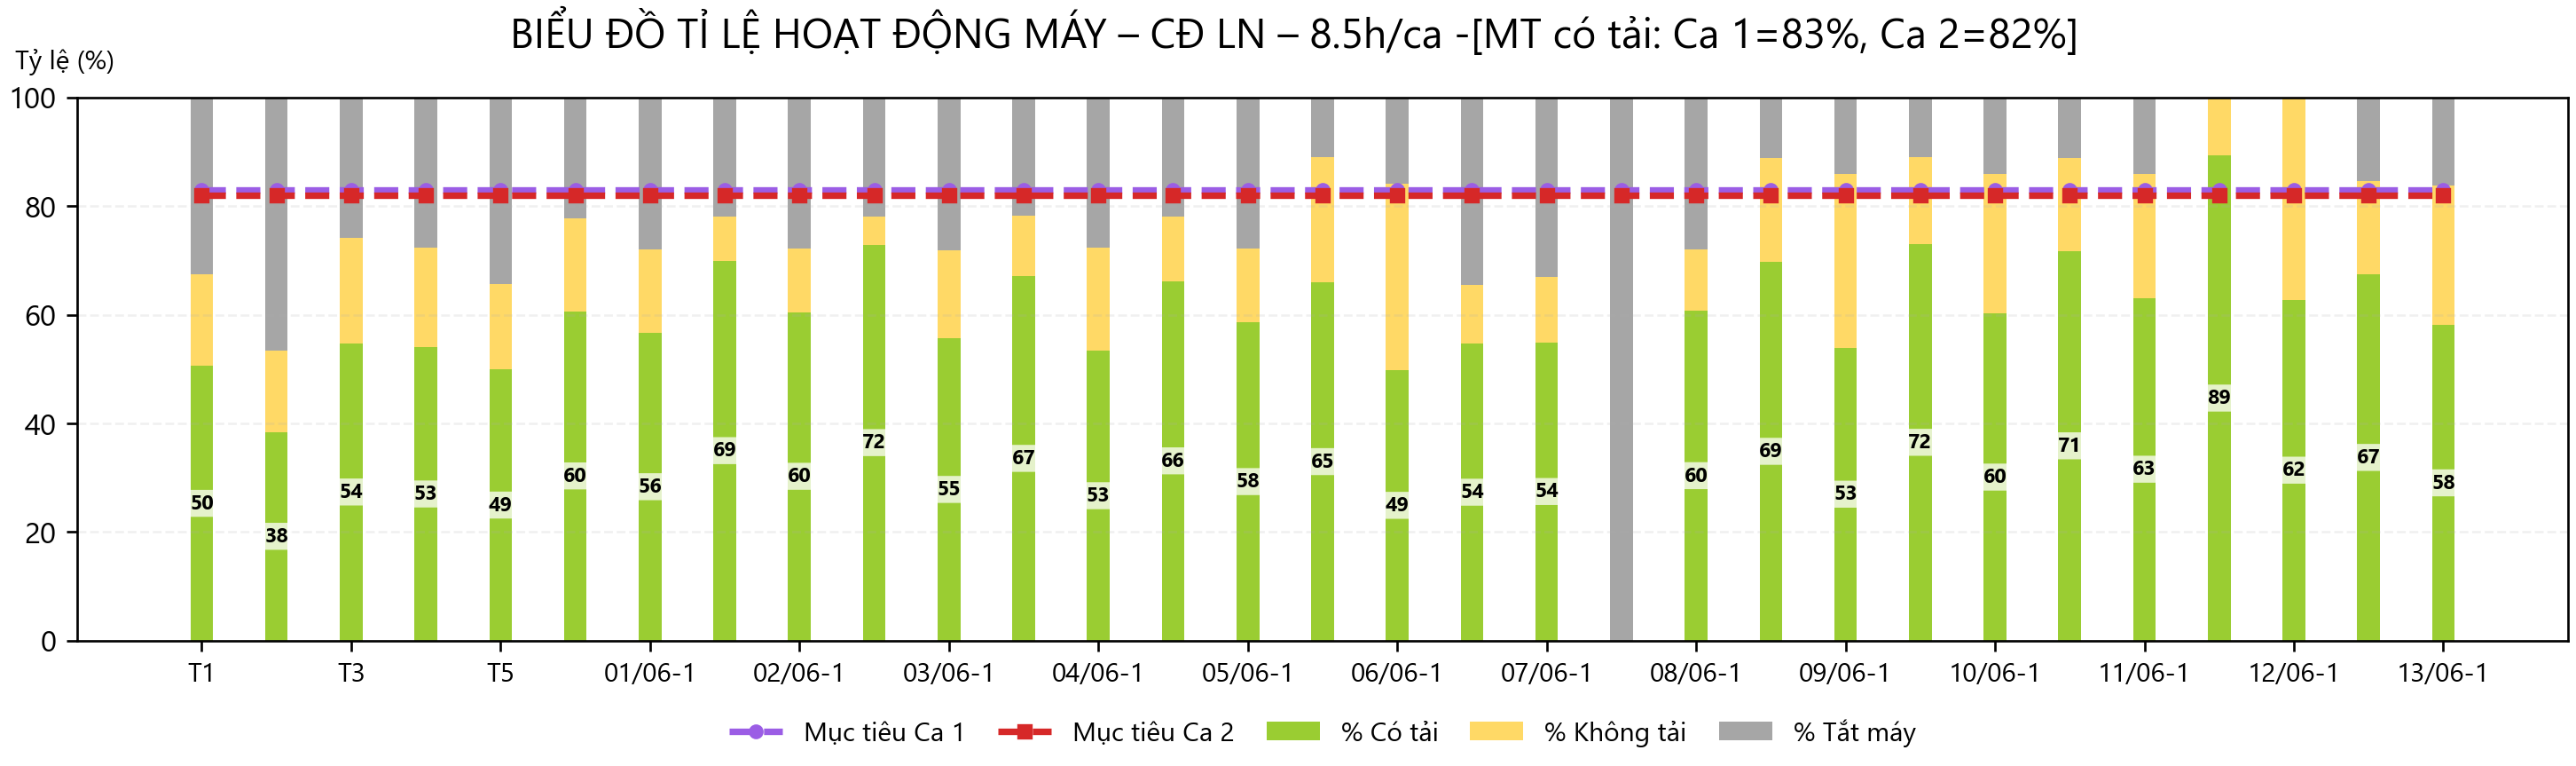 BIỂU ĐỒ TỈ LỆ HOẠT ĐỘNG MÁY – CĐ LN – 8.5h/ca -[MT có tải: Ca 1=83%, Ca 2=82%]
Tỷ lệ (%)
100
80
60
40
20
0
50 38 54 53 49 60 56 69 60 72 55 67 53 66 58 65 49 54 54 60 69 53 72 60 71 63 89 62 67 58
T1 T3 T5 01/06-1 02/06-1 03/06-1 04/06-1 05/06-1 06/06-1 07/06-1 08/06-1 09/06-1 10/06-1 11/06-1 12/06-1 13/06-1
Mục tiêu Ca 1 Mục tiêu Ca 2 % Có tải % Không tải % Tắt máy